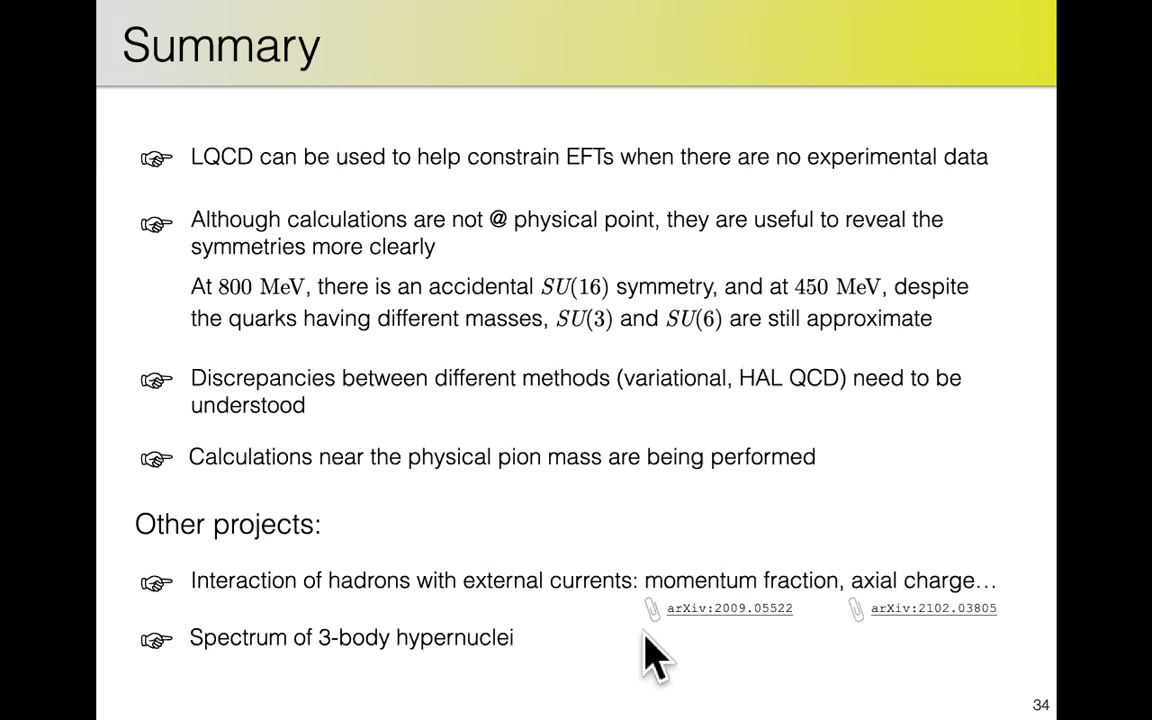 Summary
☞ LQCD can be used to help constrain EFTs when there are no experimental data
☞ Although calculations are not @ physical point, they are useful to reveal the
symmetries more clearly
At 800 MeV, there is an accidental SU(16) symmetry, and at 450 MeV, despite
the quarks having different masses, SU(3) and SU(6) are still approximate
☞ Discrepancies between different methods (variational, HAL QCD) need to be
understood
☞ Calculations near the physical pion mass are being performed
Other projects:
☞ Interaction of hadrons with external currents: momentum fraction, axial charge…
arXiv:2009.05522 arXiv:2102.03805
☞ Spectrum of 3-body hypernuclei
34